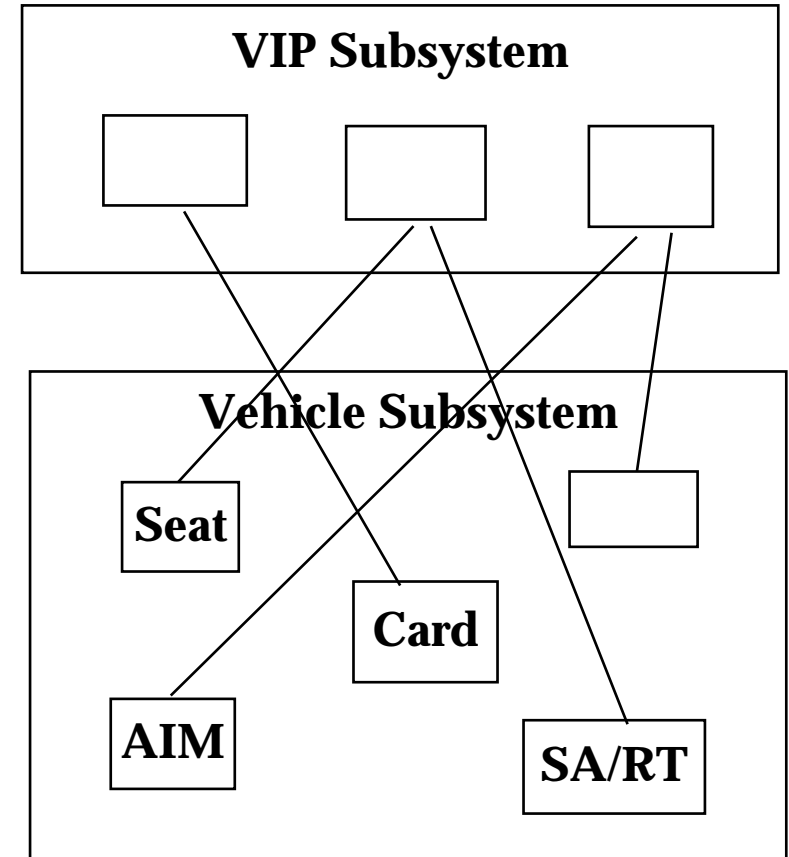 VIP Subsystem
Vehicle Subsystem
Seat
Card
AIM
SA/RT